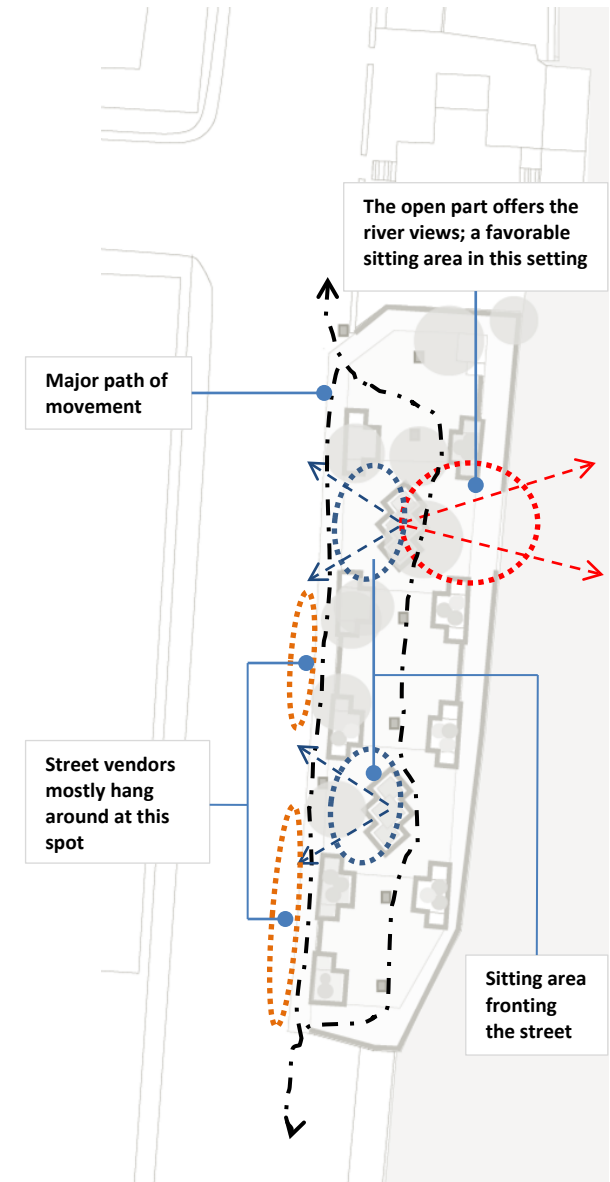 The open part offers the
river views; a favorable
sitting area in this setting
Major path of
movement
Street vendors
mostly hang
around at this
spot
Sitting area
fronting
the street